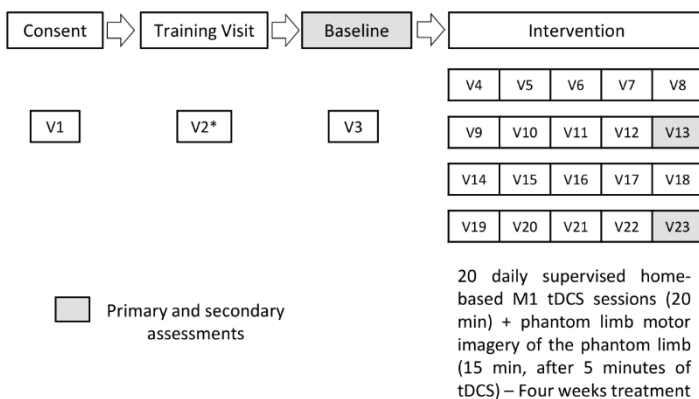 Consent
Training Visit
Baseline
Intervention
V1
V2*
V3
V4 V5 V6 V7 V8
V9 V10 V11 V12 V13
V14 V15 V16 V17 V18
V19 V20 V21 V22 V23
Primary and secondary
assessments
20 daily supervised home-
based M1 tDCS sessions (20
min) + phantom limb motor
imagery of the phantom limb
(15 min, after 5 minutes of
tDCS) – Four weeks treatment